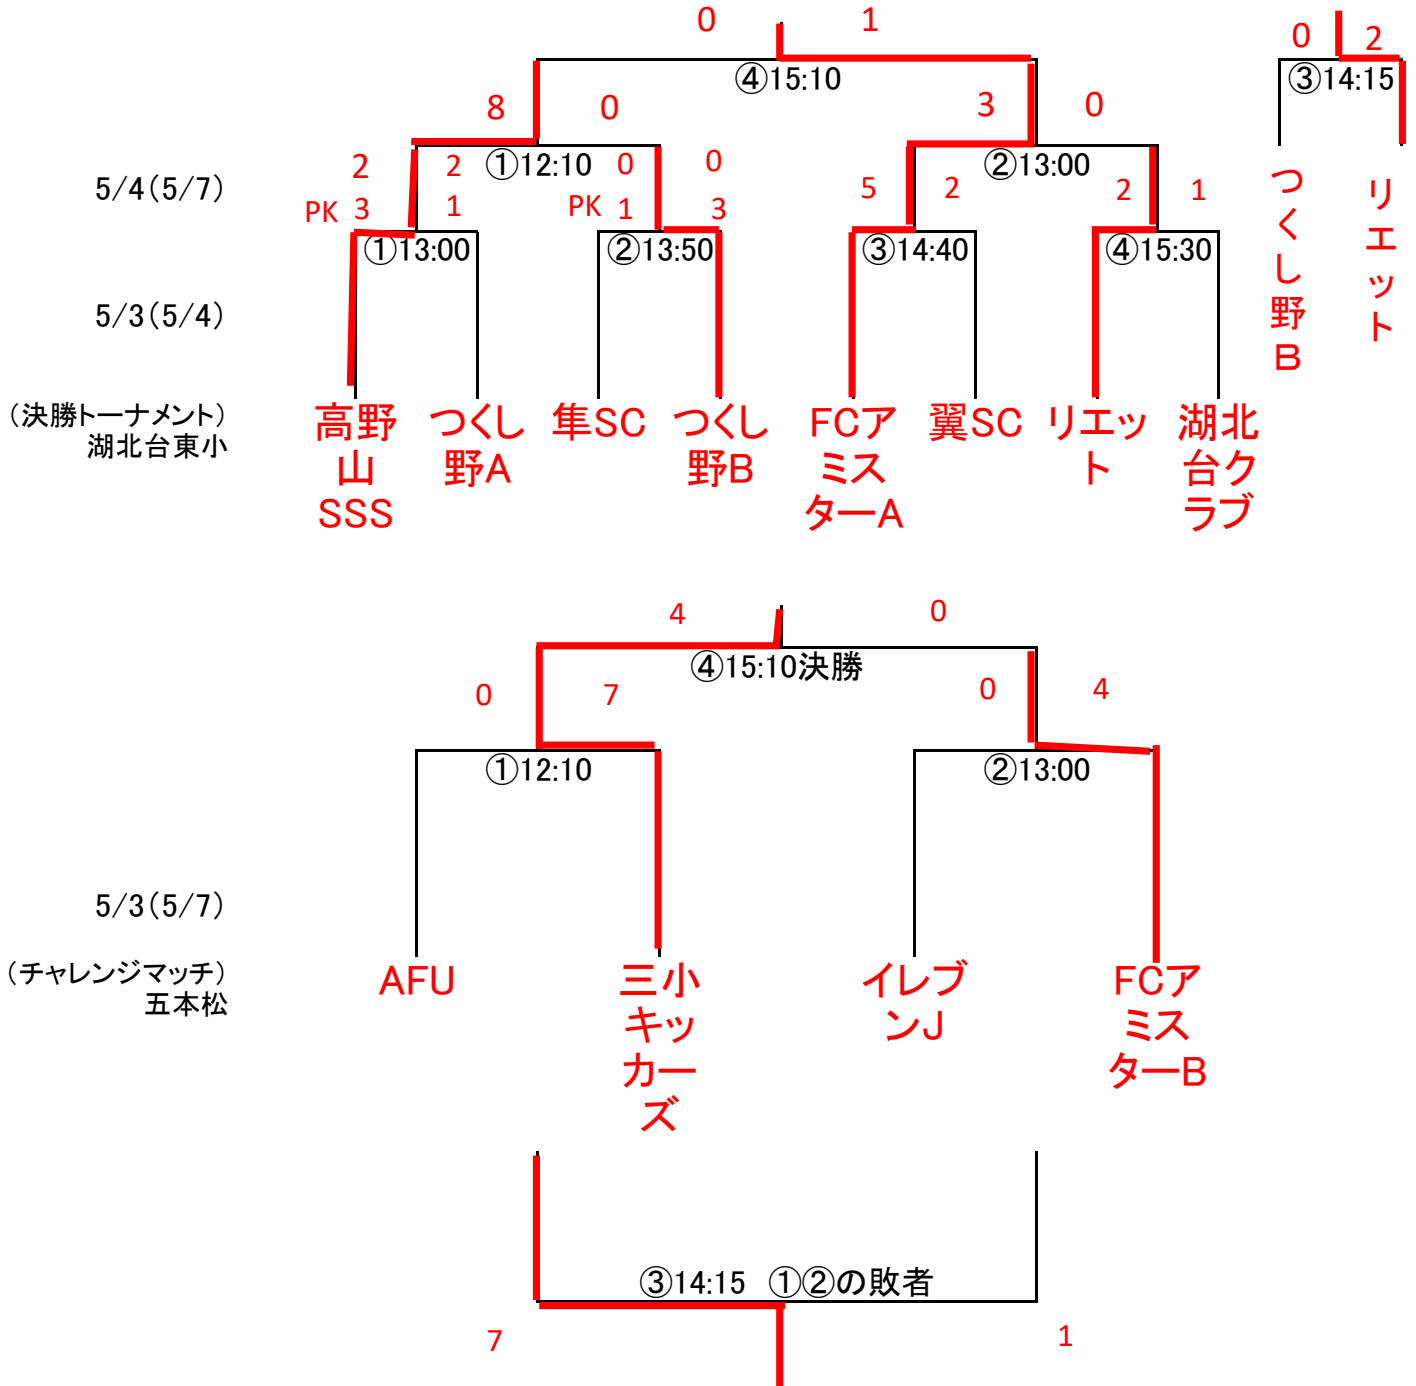 0 1
0 2
④15:10
③14:15
8 0
3 0
2 2
①12:10
0 0
②13:00
5/4(5/7)
PK 3 1
PK 1 3
5 2
2 1
つくし野B
リエット
①13:00
②13:50
③14:40
④15:30
5/3(5/4)
(決勝トーナメント)
湖北台東小
高野
山
SSS
つくし
野A
隼SC
つくし
野B
FCア
ミス
ターA
翼SC
リエッ
ト
湖北
台ク
ラブ
4 0
④15:10決勝
0 7
0 4
①12:10
②13:00
5/3(5/7)
(チャレンジマッチ)
五本松
AFU
三小
キッ
カー
ズ
イレブ
ンJ
FCア
ミス
ターB
③14:15 ①②の敗者
7 1